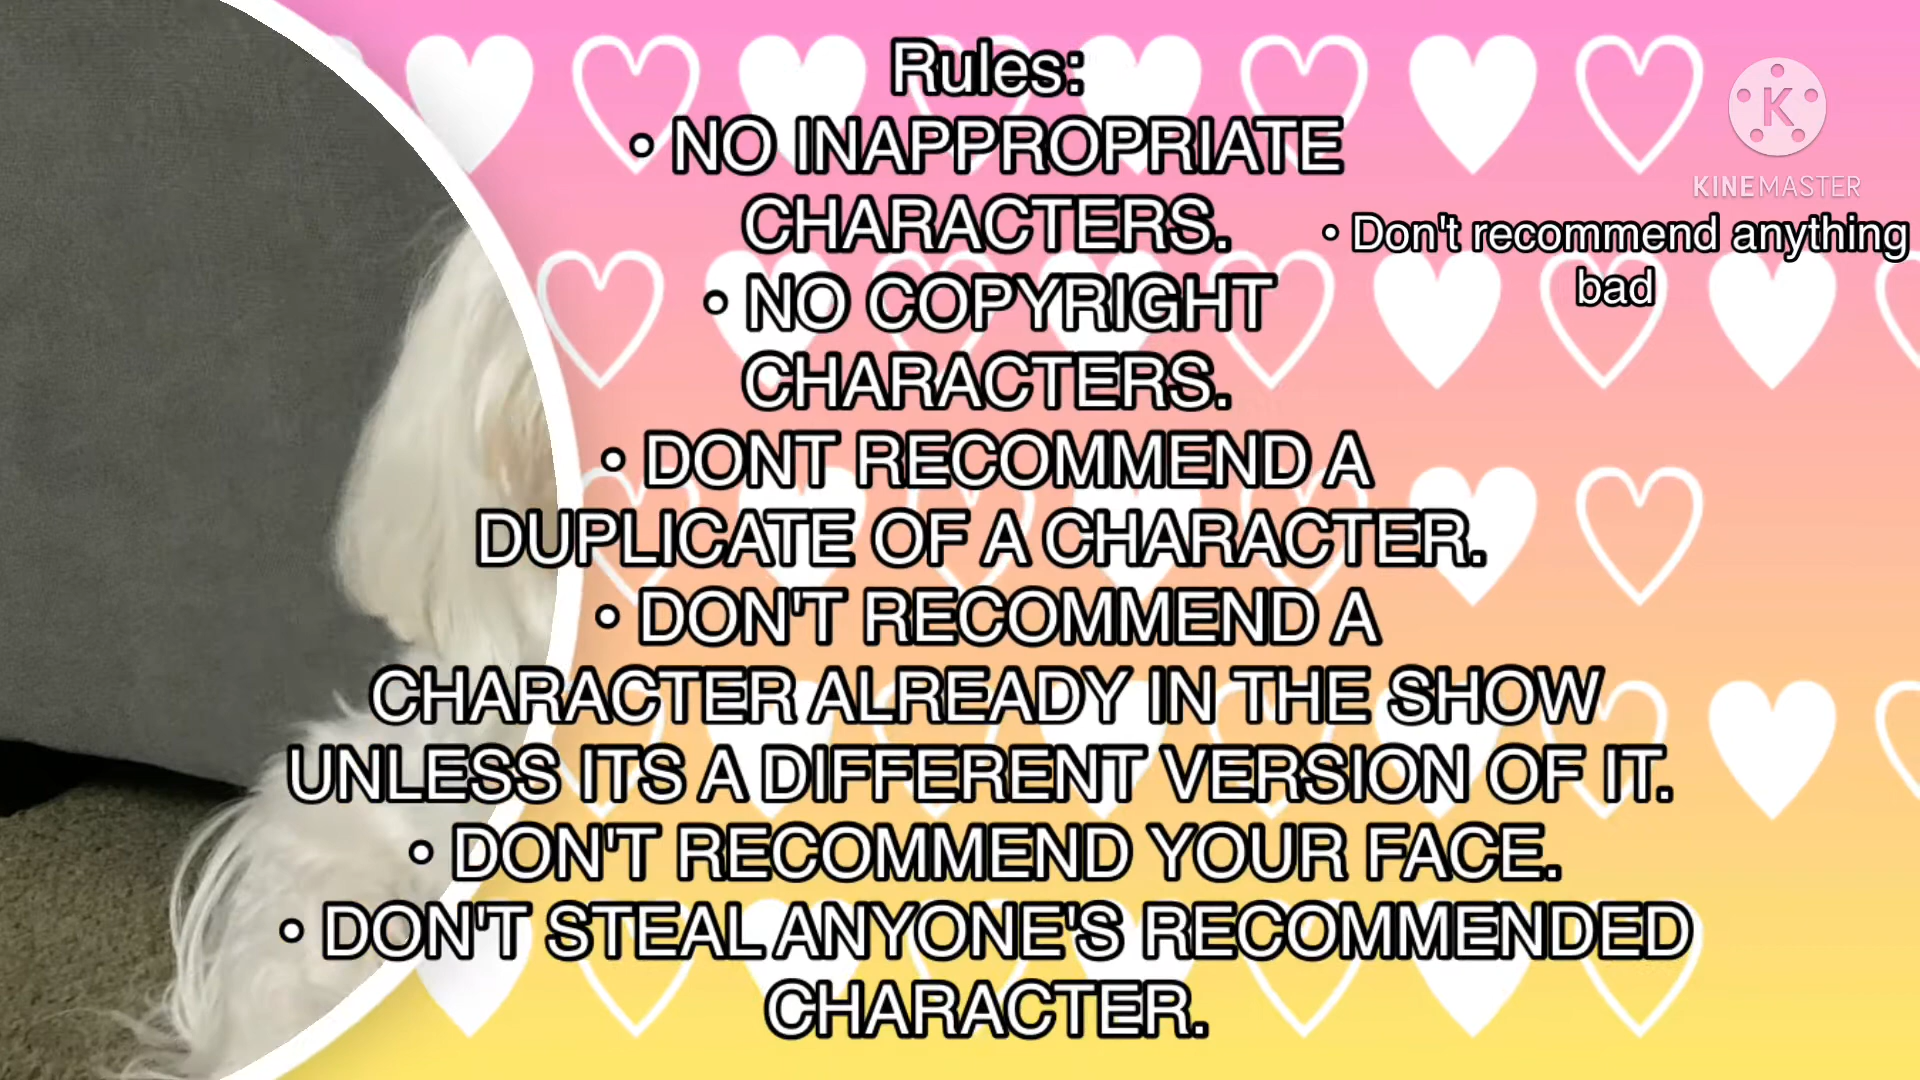 Rules:
• NO INAPPROPRIATE
CHARACTERS.
• NO COPYRIGHT
CHARACTERS.
• DONT RECOMMEND A
DUPLICATE OF A CHARACTER.
• DON'T RECOMMEND A
CHARACTER ALREADY IN THE SHOW
UNLESS ITS A DIFFERENT VERSION OF IT.
• DON'T RECOMMEND YOUR FACE.
• DON'T STEAL ANYONE'S RECOMMENDED
CHARACTER.
K
KINEMASTER
• Don't recommend anything
bad